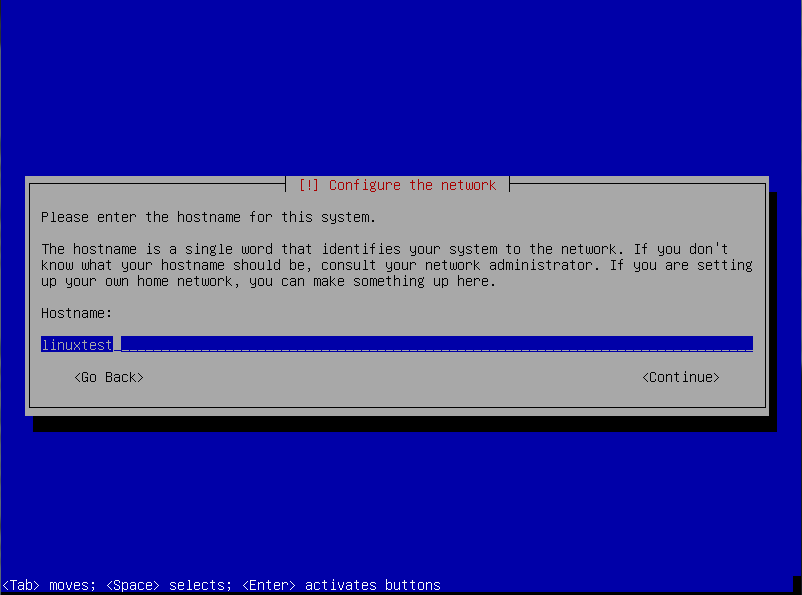 [!] Configure the network
Please enter the hostname for this system.
The hostname is a single word that identifies your system to the network. If you don't
know what your hostname should be, consult your network administrator. If you are setting
up your own home network, you can make something up here.
Hostname:
linuxtest
<Go Back> <Continue>
<Tab> moves; <Space> selects; <Enter> activates buttons